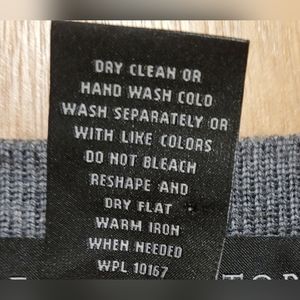 DRY CLEAN OR
HAND WASH COLD
WASH SEPARATELY OR
WITH LIKE COLORS
DO NOT BLEACH
RESHAPE AND
DRY FLAT
WARM IRON
WHEN NEEDED
WPL 10167